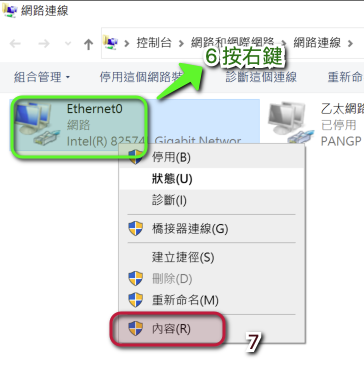 網路連線
控制台 > 網路和網際網路 > 網路連線 >
6 按右鍵
組合管理 停用這個網路裝 診斷這個連線 重新命
Ethernet0
網路
Intel(R) 82574 Gigabit Networ
乙太網路
已停用
PANGP
停用(B)
狀態(U)
診斷(I)
橋接器連線(G)
建立捷徑(S)
刪除(D)
重新命名(M)
內容(R)
7